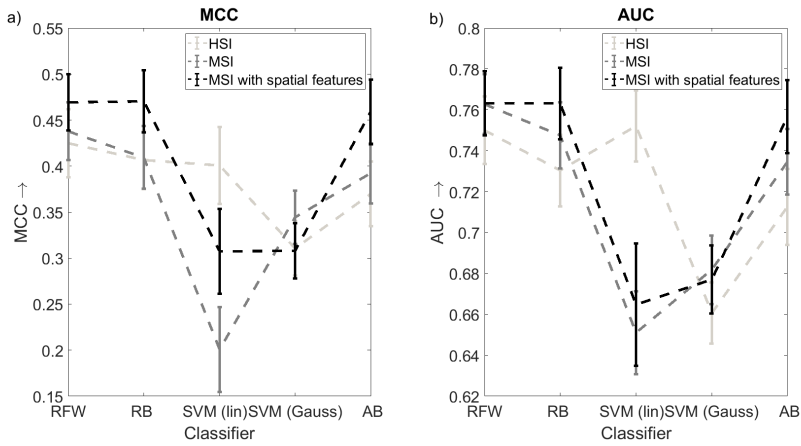 a)
MCC
0.55
0.5
0.45
0.4
0.35
0.3
0.25
0.2
0.15
MCC →
HSI
MSI
MSI with spatial features
RFW RB SVM (lin) SVM (Gauss) AB
Classifier
b)
AUC
0.8
0.78
0.76
0.74
0.72
0.7
0.68
0.66
0.64
0.62
AUC →
HSI
MSI
MSI with spatial features
RFW RB SVM (lin) SVM (Gauss) AB
Classifier